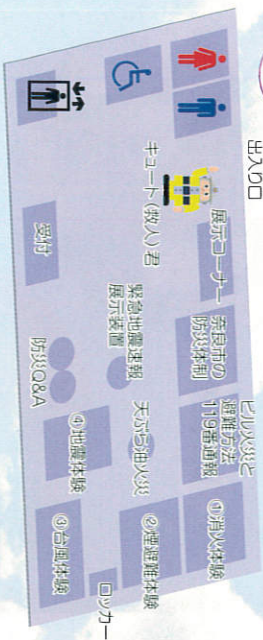 出入り口
展示コーナー
キュート(救人)君
奈良市の
防災体制
ビル火災と
避難方法
119番通報
緊急地震速報
展示装置
天ぷら油火災
受付
防災Q&A
①消火体験
②煙避難体験
④地震体験
③台風体験
ロッカー